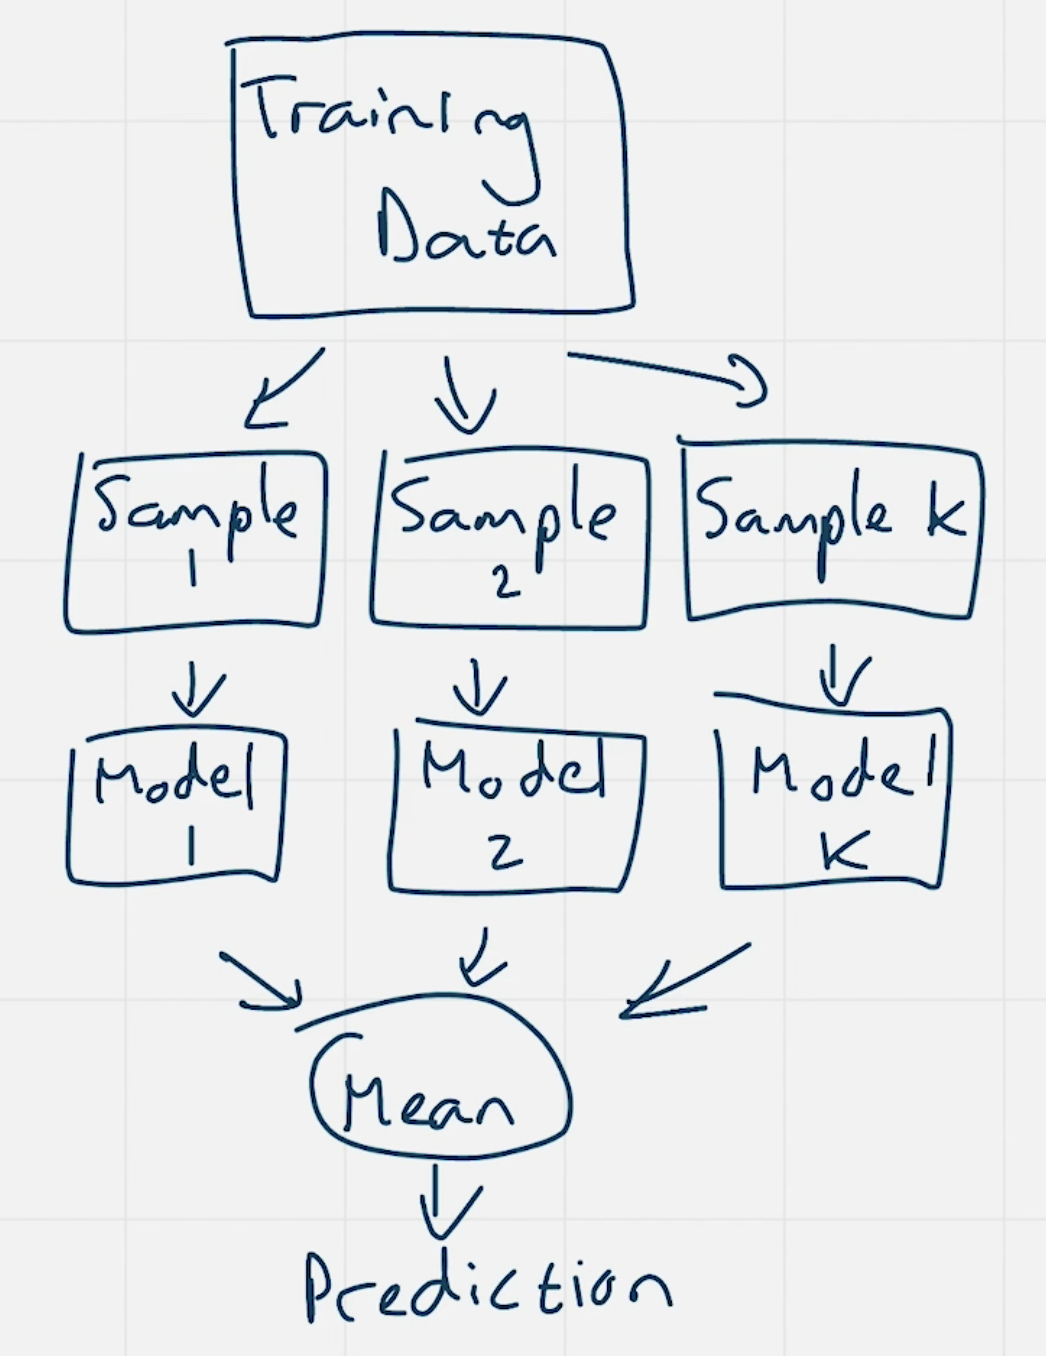 Training
Data
Sample
1
Sample
2
Sample K
Model
1
Model
2
Model
K
Mean
Prediction